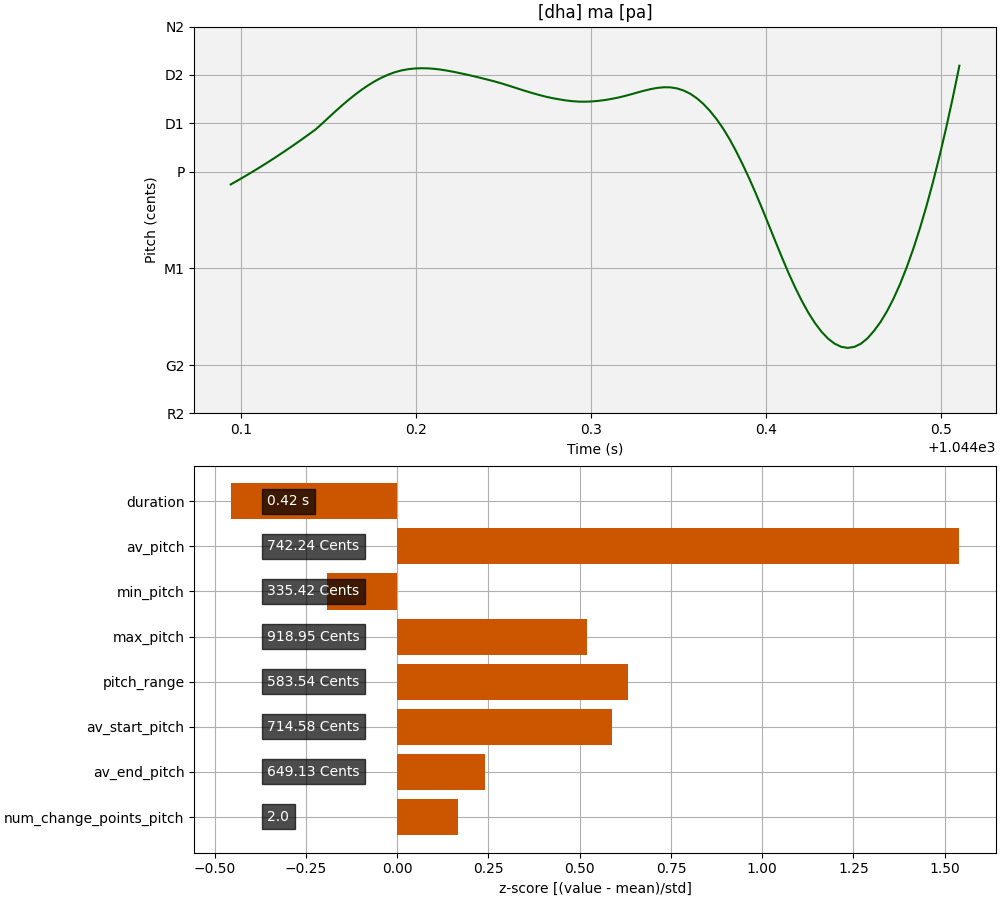 [dha] ma [pa]
N2
D2
D1
P
M1
G2
R2
Pitch (cents)
0.1 0.2 0.3 0.4 0.5
Time (s)
+1.044e3
duration 0.42 s
av_pitch 742.24 Cents
min_pitch 335.42 Cents
max_pitch 918.95 Cents
pitch_range 583.54 Cents
av_start_pitch 714.58 Cents
av_end_pitch 649.13 Cents
num_change_points_pitch 2.0
−0.50 −0.25 0.00 0.25 0.50 0.75 1.00 1.25 1.50
z-score [(value - mean)/std]